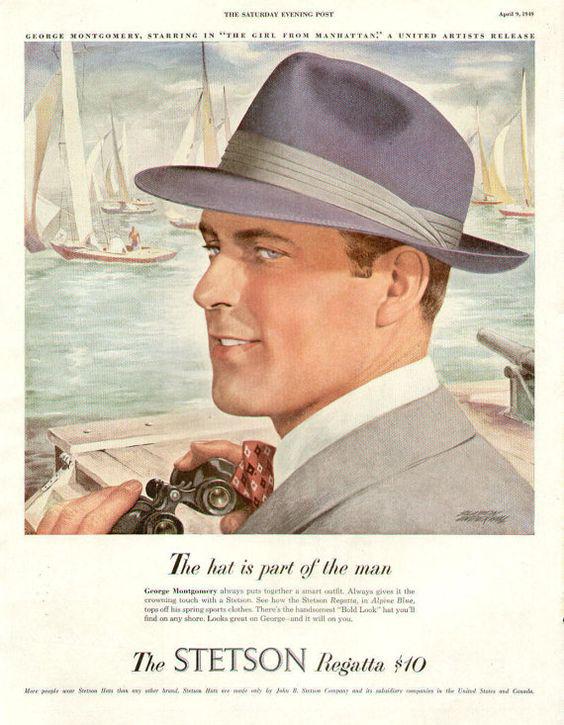 THE SATURDAY EVENING POST
April 9, 1949
GEORGE MONTGOMERY, STARRING IN "THE GIRL FROM MANHATTAN," A UNITED ARTISTS RELEASE
The hat is part of the man
George Montgomery always puts together a smart outfit. Always gives it the
crowning touch with a Stetson. See how the Stetson Regatta, in Alpine Blue,
tops off his spring sports clothes. There's the handsomest "Bold Look" hat you'll
find on any shore. Looks great on George—and it will on you.
The STETSON Regatta $10
More people wear Stetson Hats than any other brand. Stetson Hats are made only by John B. Stetson Company and its subsidiary companies in the United States and Canada.